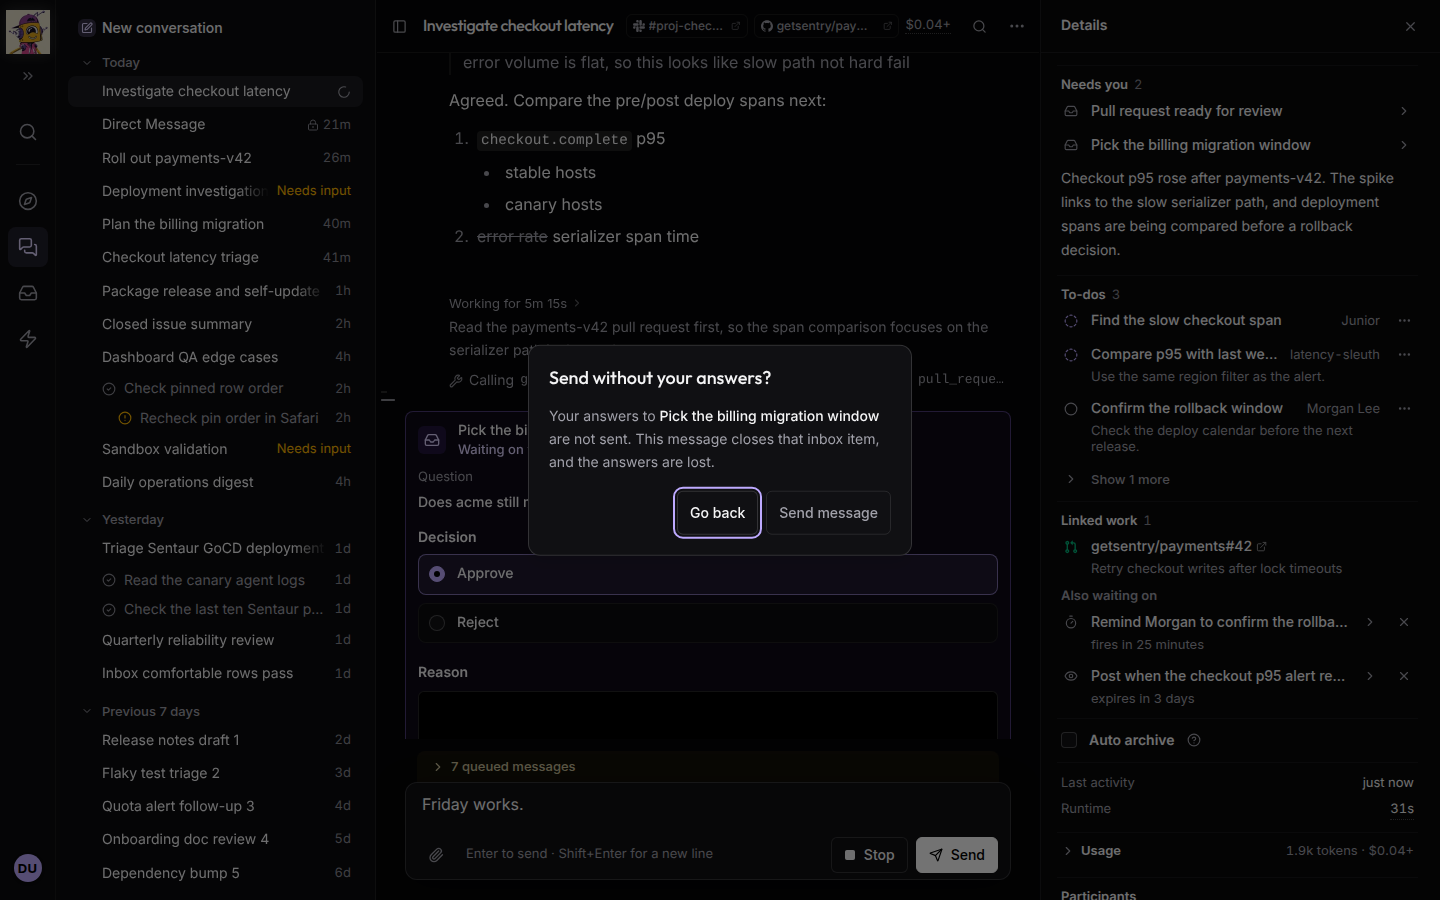 New conversation
Today
Investigate checkout latency
Direct Message 21m
Roll out payments-v42 26m
Deployment investigation Needs input
Plan the billing migration 40m
Checkout latency triage 41m
Package release and self-update 1h
Closed issue summary 2h
Dashboard QA edge cases 4h
Check pinned row order 2h
Recheck pin order in Safari 2h
Sandbox validation Needs input
Daily operations digest 4h
Yesterday
Triage Sentaur GoCD deployment 1d
Read the canary agent logs 1d
Check the last ten Sentaur p... 1d
Quarterly reliability review 1d
Inbox comfortable rows pass 1d
Previous 7 days
Release notes draft 1 2d
Flaky test triage 2 3d
Quota alert follow-up 3 4d
Onboarding doc review 4 5d
Dependency bump 5 6d
DU
Investigate checkout latency #proj-chec... getsentry/pay... $0.04+
error volume is flat, so this looks like slow path not hard fail
Agreed. Compare the pre/post deploy spans next:
1. checkout.complete p95
• stable hosts
• canary hosts
2. error rate serializer span time
Working for 5m 15s
Read the payments-v42 pull request first, so the span comparison focuses on the
serializer
Calling pull_reque...
Pick the
Waiting on
Question
Does acme still
Decision
Approve
Reject
Reason
Send without your answers?
Your answers to Pick the billing migration window
are not sent. This message closes that inbox item,
and the answers are lost.
Go back Send message
7 queued messages
Friday works.
Enter to send · Shift+Enter for a new line Stop Send
Details
Needs you 2
Pull request ready for review
Pick the billing migration window
Checkout p95 rose after payments-v42. The spike
links to the slow serializer path, and deployment
spans are being compared before a rollback
decision.
To-dos 3
Find the slow checkout span Junior
Compare p95 with last we... latency-sleuth
Use the same region filter as the alert.
Confirm the rollback window Morgan Lee
Check the deploy calendar before the next
release.
Show 1 more
Linked work 1
getsentry/payments#42
Retry checkout writes after lock timeouts
Also waiting on
Remind Morgan to confirm the rollba...
fires in 25 minutes
Post when the checkout p95 alert re...
expires in 3 days
Auto archive
Last activity just now
Runtime 31s
Usage 1.9k tokens · $0.04+
Participants